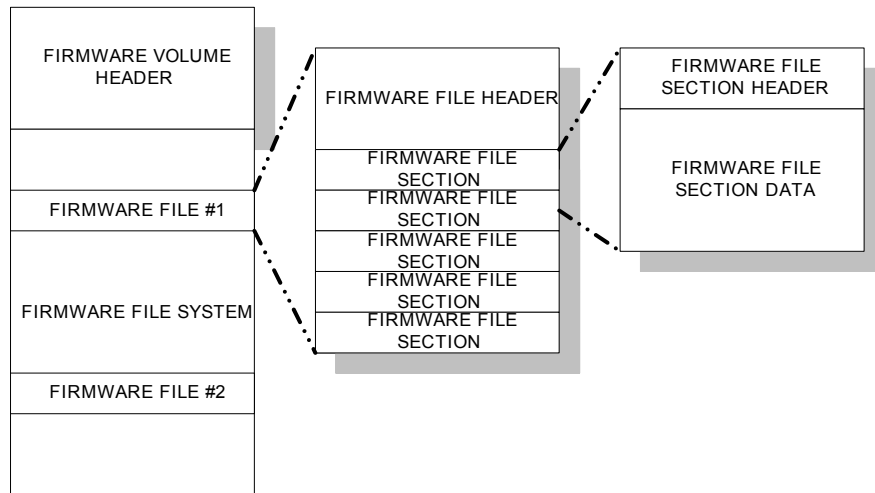 FIRMWARE VOLUME
HEADER
FIRMWARE FILE #1
FIRMWARE FILE SYSTEM
FIRMWARE FILE #2
FIRMWARE FILE HEADER
FIRMWARE FILE
SECTION
FIRMWARE FILE
SECTION
FIRMWARE FILE
SECTION
FIRMWARE FILE
SECTION
FIRMWARE FILE
SECTION
FIRMWARE FILE
SECTION HEADER
FIRMWARE FILE
SECTION DATA